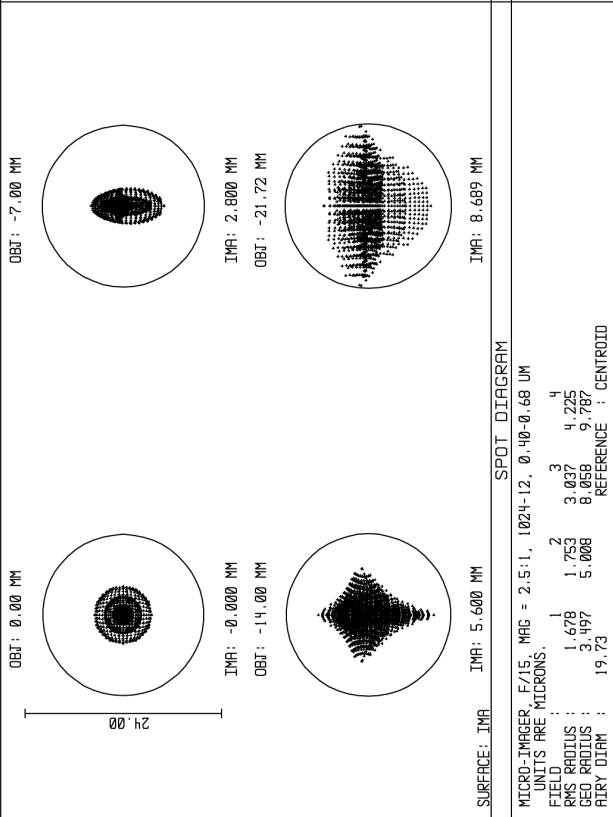 OBJ: 0.00 MM
OBJ: -7.00 MM
24.00
IMA: -0.000 MM
IMA: 2.800 MM
OBJ: -14.00 MM
OBJ: -21.72 MM
IMA: 5.600 MM
IMA: 8.689 MM
SURFACE: IMA
SPOT DIAGRAM
MICRO-IMAGER, F/15, MAG = 2.5:1, 1024-12, 0.40-0.68 UM
UNITS ARE MICRONS.
FIELD : 1 2 3 4
RMS RADIUS : 1.678 1.753 3.037 4.225
GEO RADIUS : 3.497 5.008 8.058 9.787
AIRY DIAM : 19.73 REFERENCE : CENTROID